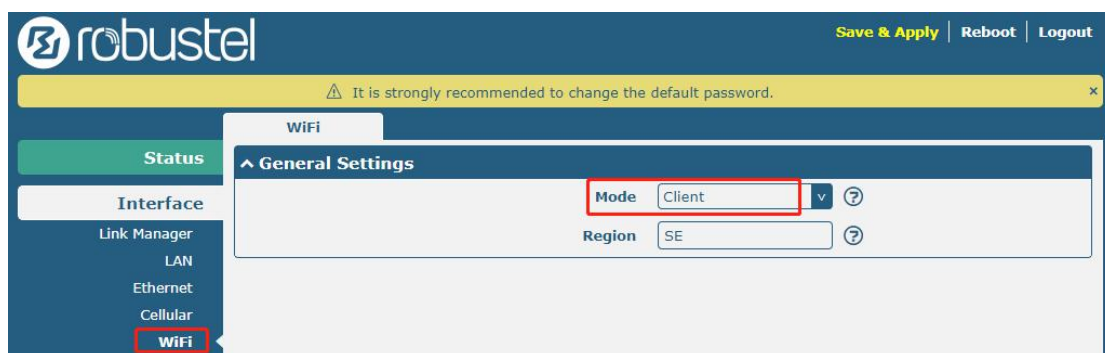 robustel
Save & Apply | Reboot | Logout
⚠ It is strongly recommended to change the default password. ×
WiFi
Status
^ General Settings
Interface
Mode Client v ?
Region SE ?
Link Manager
LAN
Ethernet
Cellular
WiFi